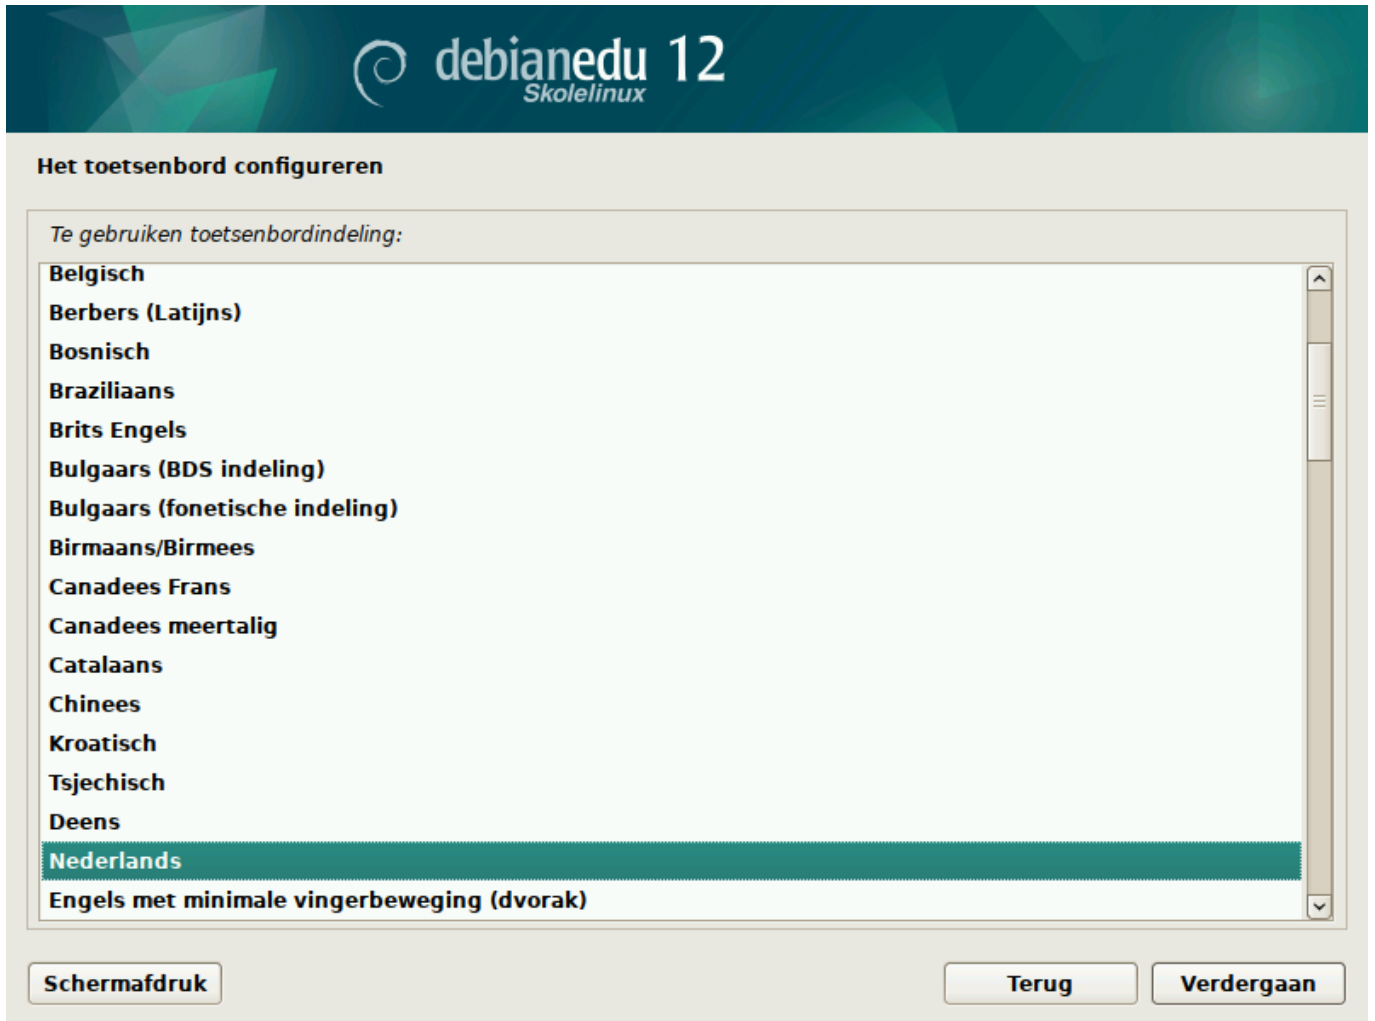 debianedu 12
Skolelinux
Het toetsenbord configureren
Te gebruiken toetsenbordindeling:
Belgisch
Berbers (Latijns)
Bosnisch
Braziliaans
Brits Engels
Bulgaars (BDS indeling)
Bulgaars (fonetische indeling)
Birmaans/Birmees
Canadees Frans
Canadees meertalig
Catalaans
Chinees
Kroatisch
Tsjechisch
Deens
Nederlands
Engels met minimale vingerbeweging (dvorak)
Schermafdruk
Terug
Verdergaan